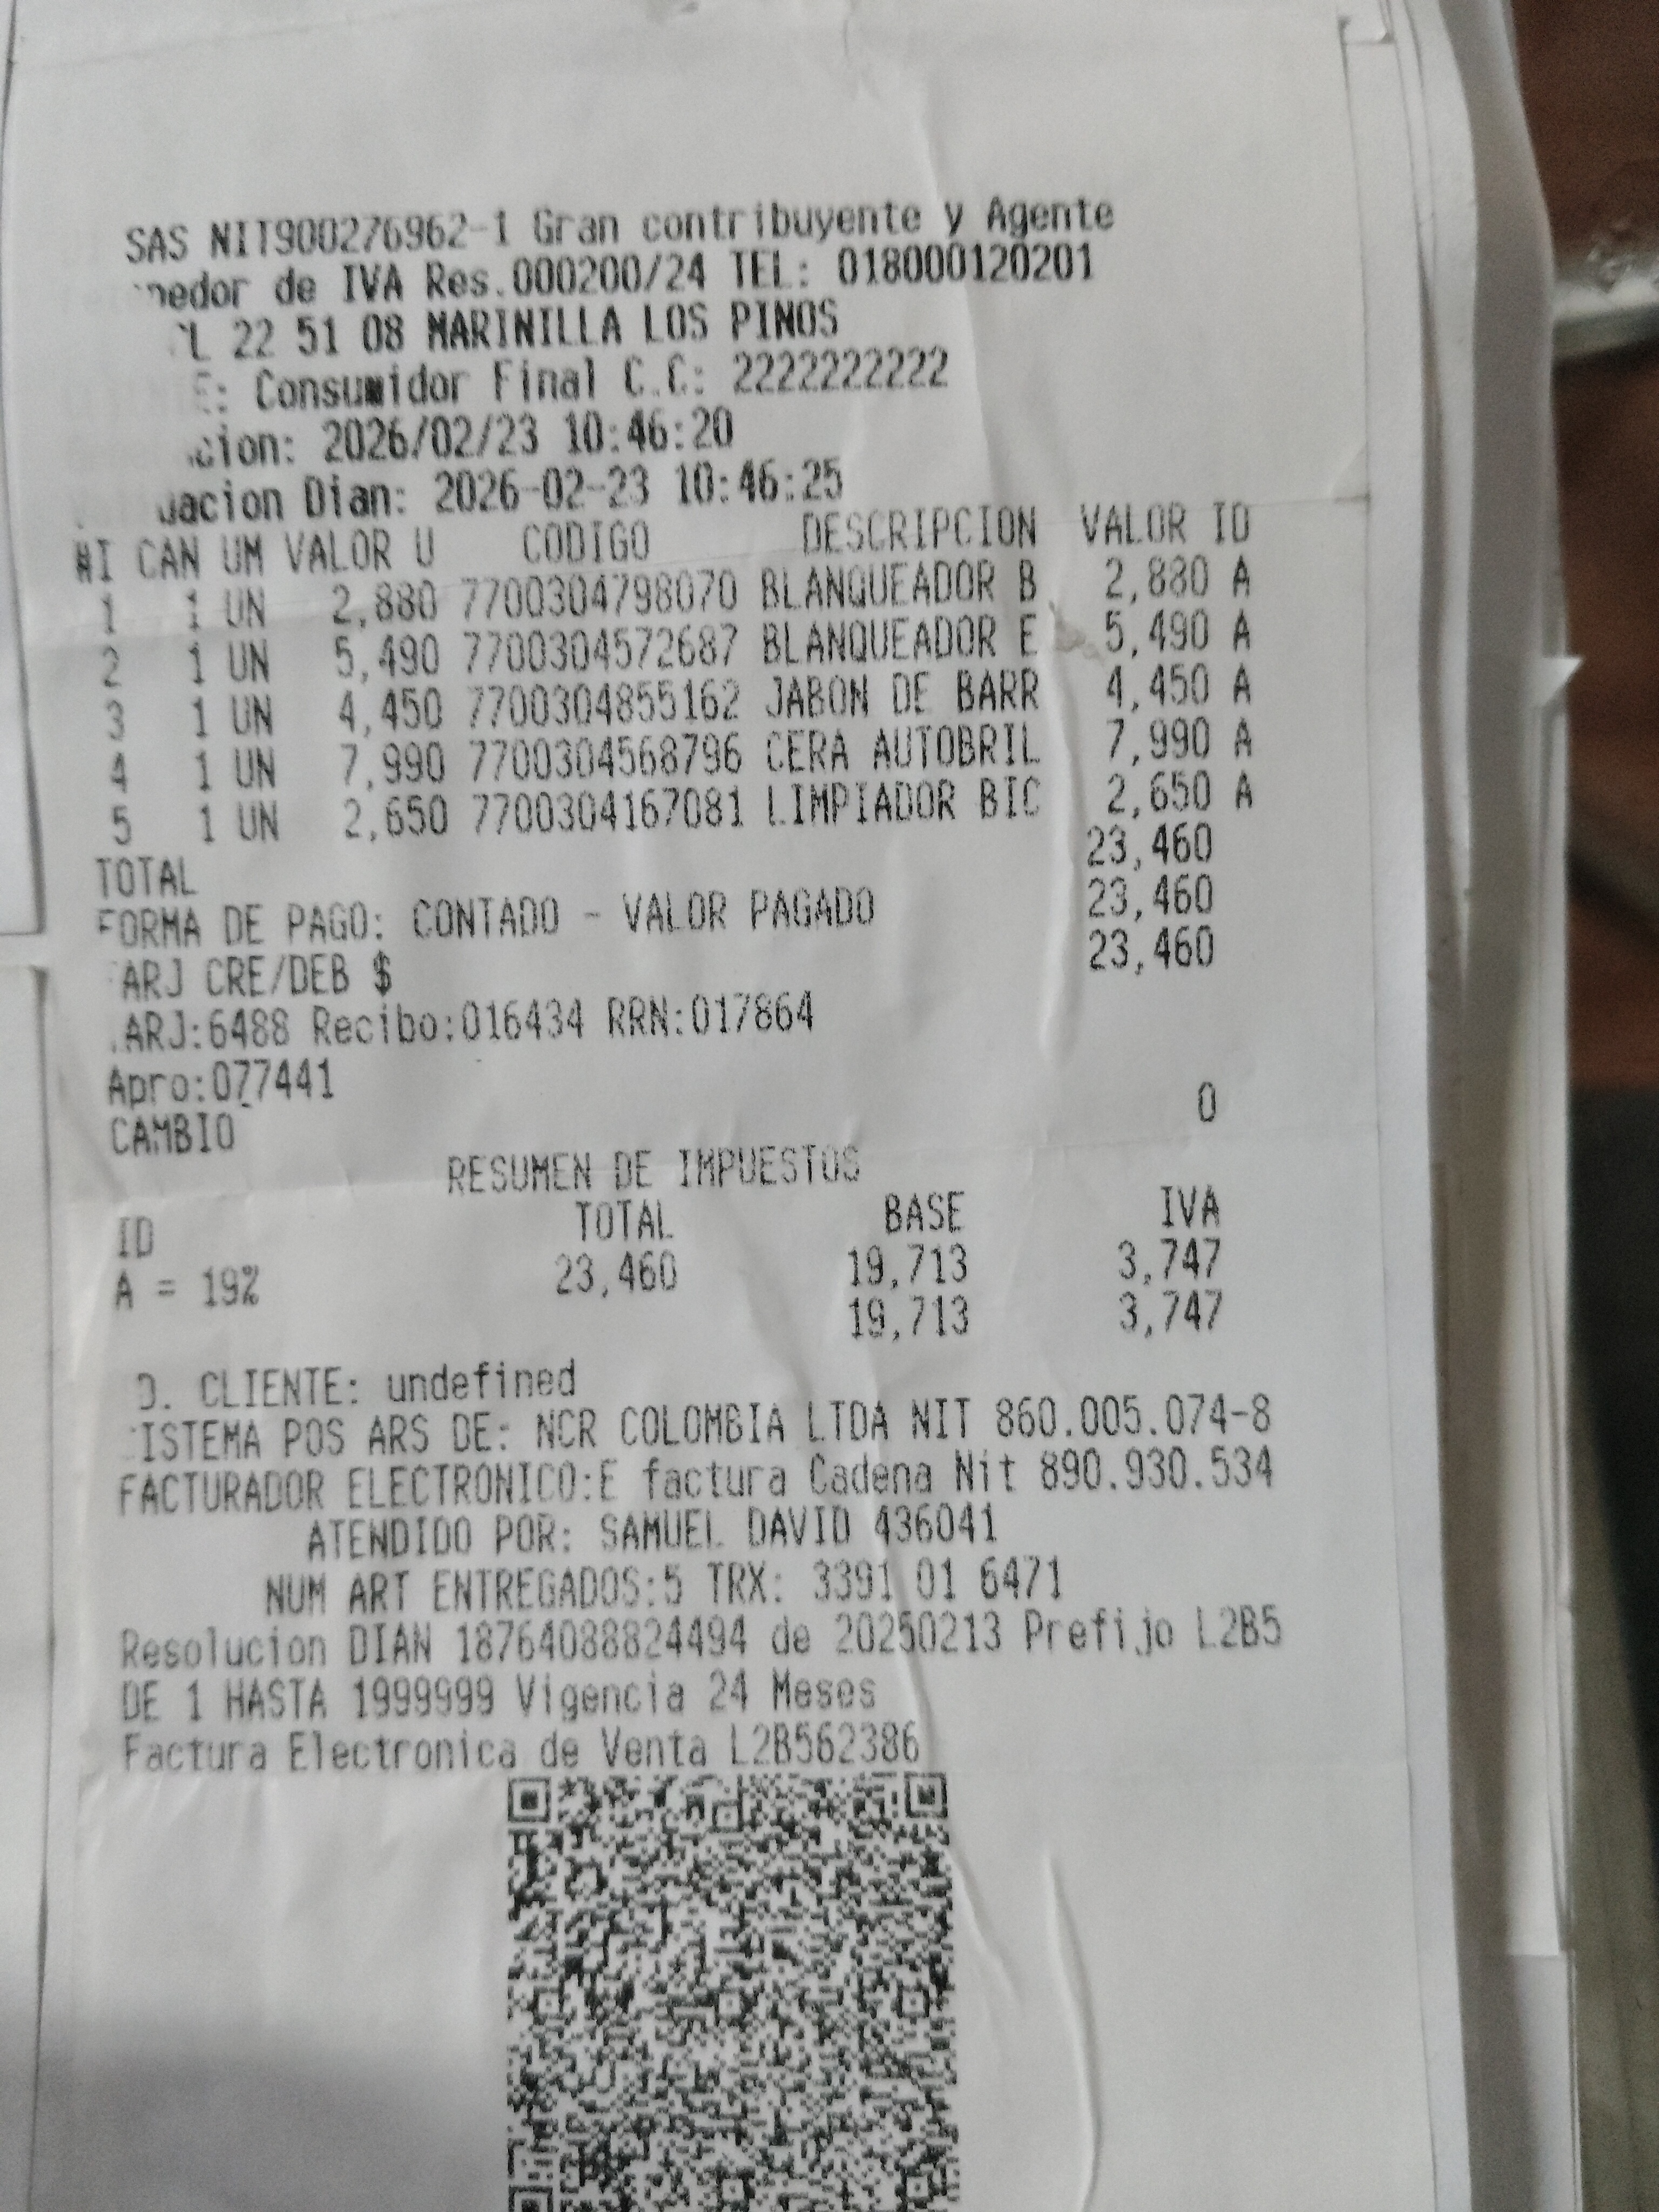 SAS NIT900276962-1 Gran contribuyente y Agente
de IVA Res.000200/24 TEL: 018000120201
22 51 08 MARINILLA LOS PINOS
Consumidor Final C.C: 2222222222
2026/02/23 10:46:20
Dian: 2026-02-23 10:46:25
#I CAN UM VALOR U CODIGO DESCRIPCION VALOR ID
1 1 UN 2,880 7700304798070 BLANQUEADOR B 2,880 A
2 1 UN 5,490 7700304572687 BLANQUEADOR E 5,490 A
3 1 UN 4,450 7700304855162 JABON DE BARR 4,450 A
4 1 UN 7,990 7700304568796 CERA AUTOBRIL 7,990 A
5 1 UN 2,650 7700304167081 LIMPIADOR BIC 2,650 A
TOTAL 23,460
FORMA DE PAGO: CONTADO - VALOR PAGADO 23,460
ARJ CRE/DEB $ 23,460
ARJ:6488 Recibo:016434 RRN:017864
Apro:077441
CAMBIO 0
RESUMEN DE IMPUESTOS
ID TOTAL BASE IVA
A = 19% 23,460 19,713 3,747
19,713 3,747
D. CLIENTE: undefined
ISTEMA POS ARS DE: NCR COLOMBIA LTDA NIT 860.005.074-8
FACTURADOR ELECTRONICO:E factura Cadena Nit 890.930.534
ATENDIDO POR: SAMUEL DAVID 436041
NUM ART ENTREGADOS:5 TRX: 3391 01 6471
Resolucion DIAN 18764088824494 de 20250213 Prefijo L2B5
DE 1 HASTA 1999999 Vigencia 24 Meses
Factura Electronica de Venta L2B562386